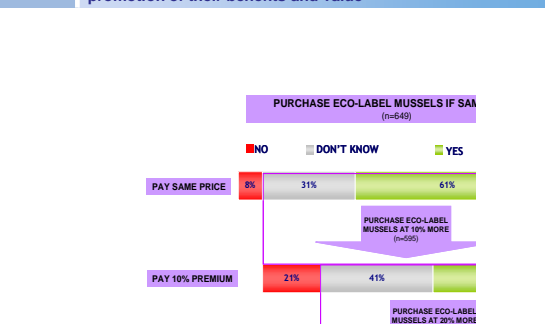 promotion of their benefits and value
PURCHASE ECO-LABEL MUSSELS IF SAM
(n=649)
NO DON'T KNOW YES
PAY SAME PRICE 8% 31% 61%
PURCHASE ECO-LABEL
MUSSELS AT 10% MORE
(n=595)
PAY 10% PREMIUM 21% 41%
PURCHASE ECO-LABEL
MUSSELS AT 20% MORE